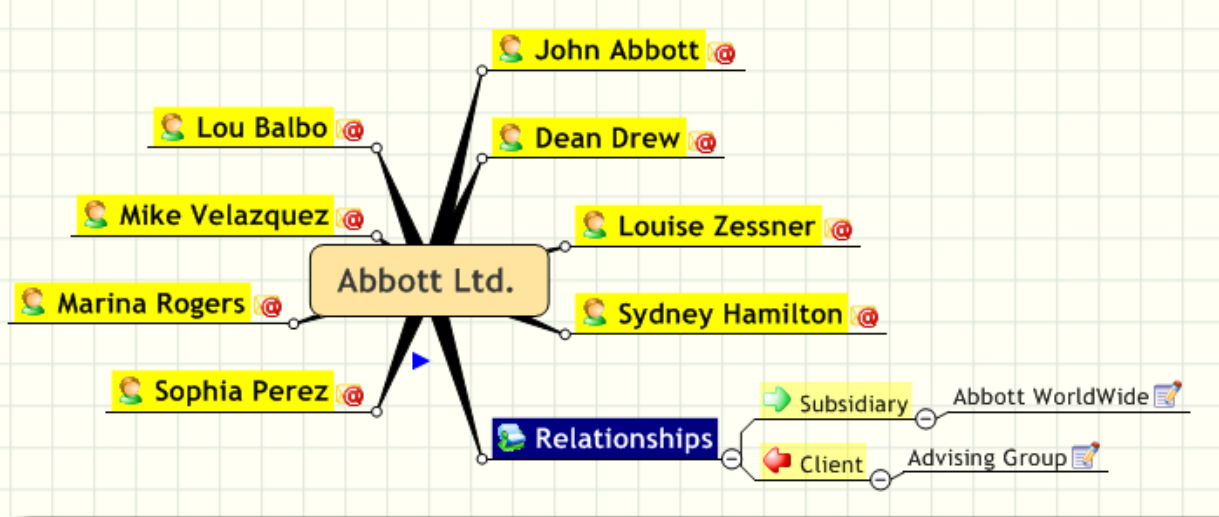 John Abbott
Dean Drew
Louise Zessner
Sydney Hamilton
Lou Balbo
Mike Velazquez
Marina Rogers
Sophia Perez
Abbott Ltd.
Relationships
Subsidiary
Abbott WorldWide
Client
Advising Group